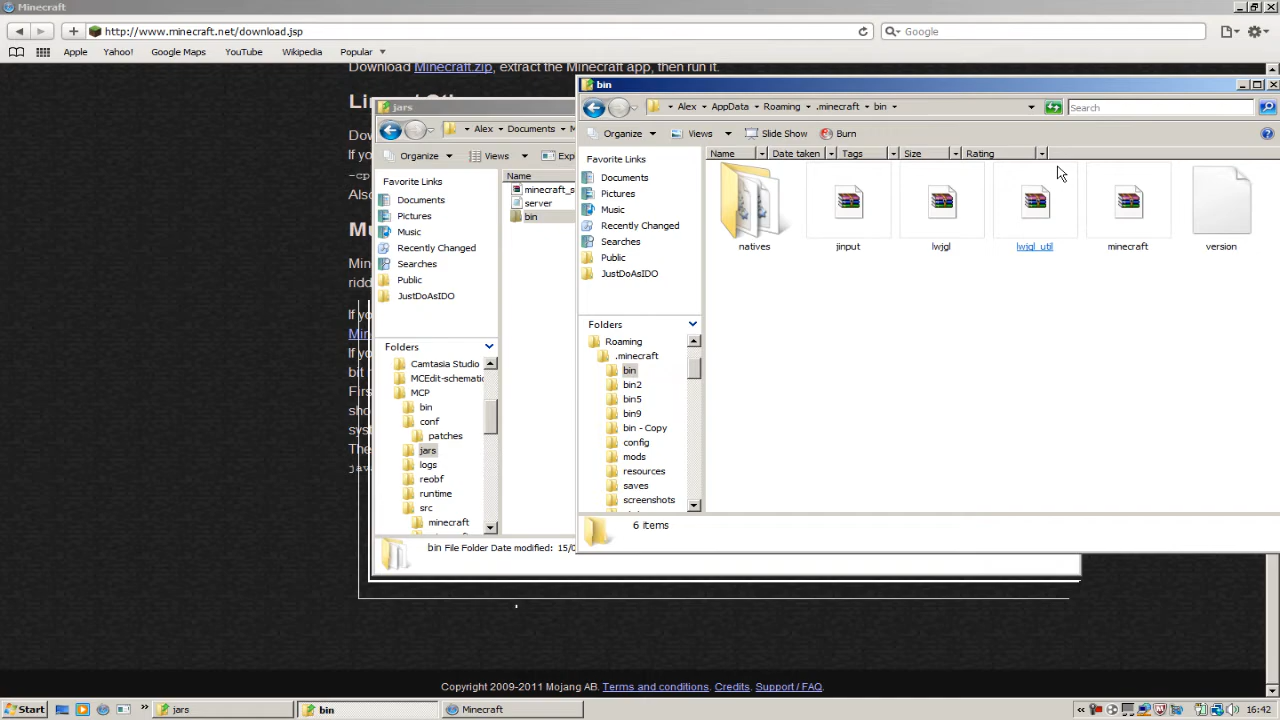 Minecraft
http://www.minecraft.net/download.jsp
Google
Apple Yahoo! Google Maps YouTube Wikipedia Popular
Download Minecraft.zip, extract the Minecraft app, then run it.
jars
Alex Documents
Organize Views
Favorite Links
Documents
Pictures
Music
Recently Changed
Searches
Public
JustDoAsIDO
Folders
Camtasia Studio
MCEdit-schemati
MCP
bin
conf
patches
jars
logs
reobf
runtime
src
minecraft
Name
minecraft_s
server
bin
bin File Folder Date modified: 15/0
bin
Alex AppData Roaming .minecraft bin
Search
Organize Views Slide Show Burn
Favorite Links
Documents
Pictures
Music
Recently Changed
Searches
Public
JustDoAsIDO
Folders
Roaming
.minecraft
bin
bin2
bin5
bin9
bin - Copy
config
mods
resources
saves
screenshots
Name Date taken Tags Size Rating
natives jinput lwjgl lwjgl_util minecraft version
6 items
Copyright 2009-2011 Mojang AB. Terms and conditions, Credits, Support / FAQ.
Start jars bin Minecraft 16:42